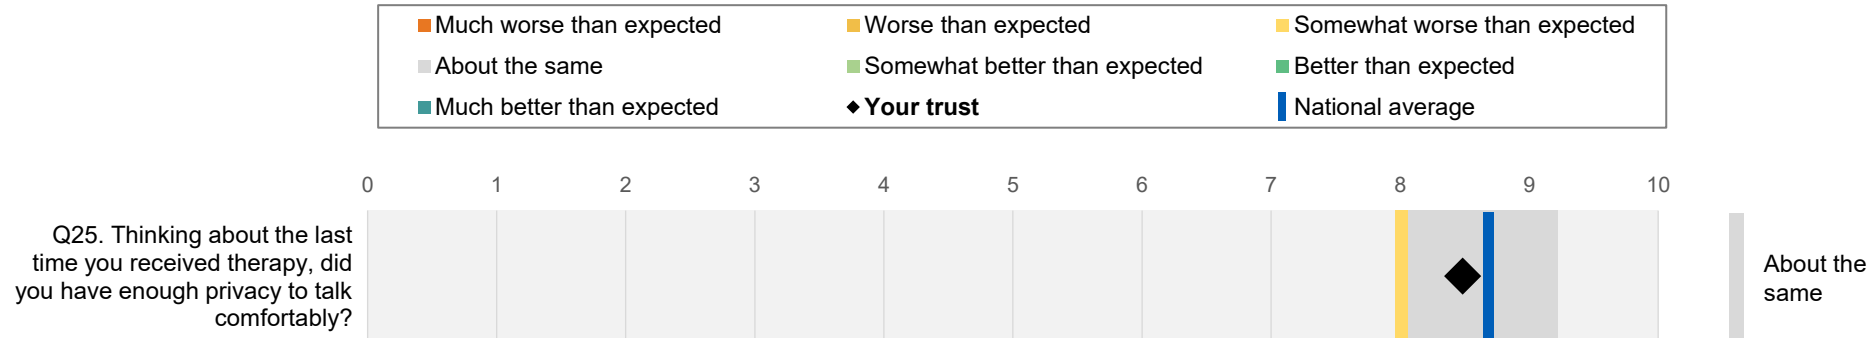 Much worse than expected
Worse than expected
Somewhat worse than expected
About the same
Somewhat better than expected
Better than expected
Much better than expected
Your trust
National average
0 1 2 3 4 5 6 7 8 9 10
Q25. Thinking about the last
time you received therapy, did
you have enough privacy to talk
comfortably?
About the
same